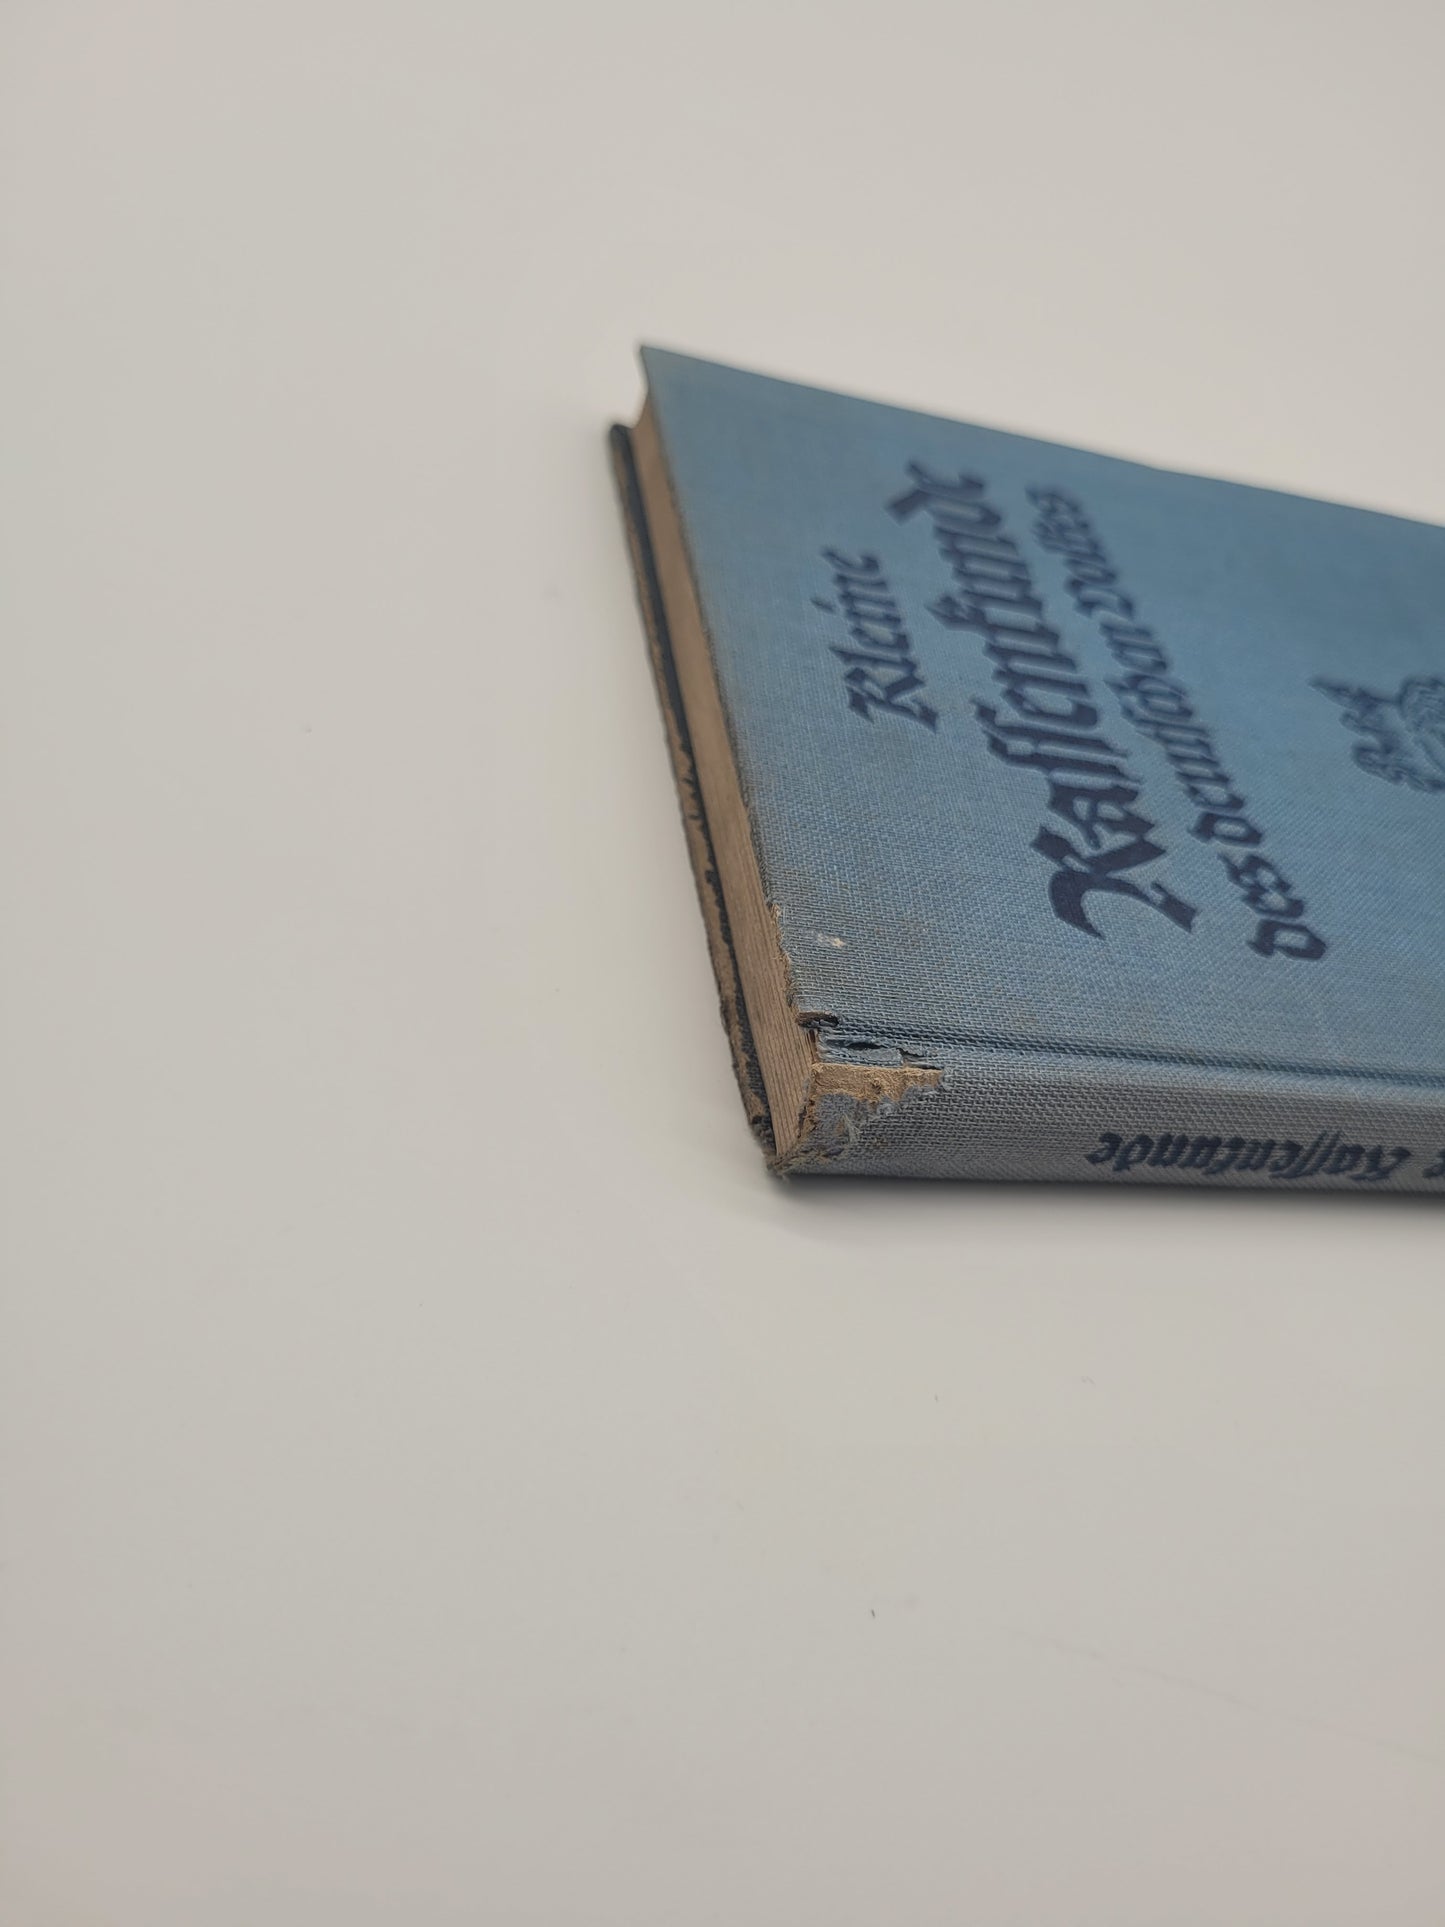 Kleine
Rassenkunde
des deutschen Volkes
Rassenkunde